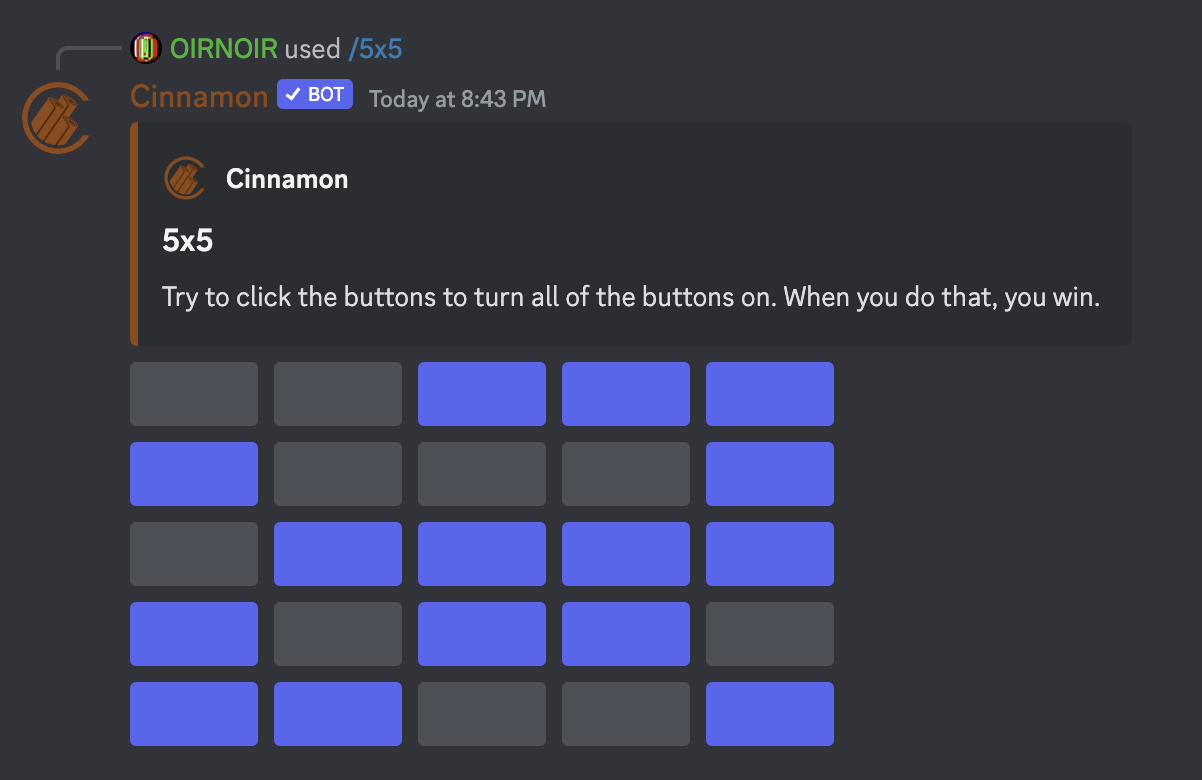 OIRNOIR used /5x5
Cinnamon ✓ BOT Today at 8:43 PM
Cinnamon
5x5
Try to click the buttons to turn all of the buttons on. When you do that, you win.